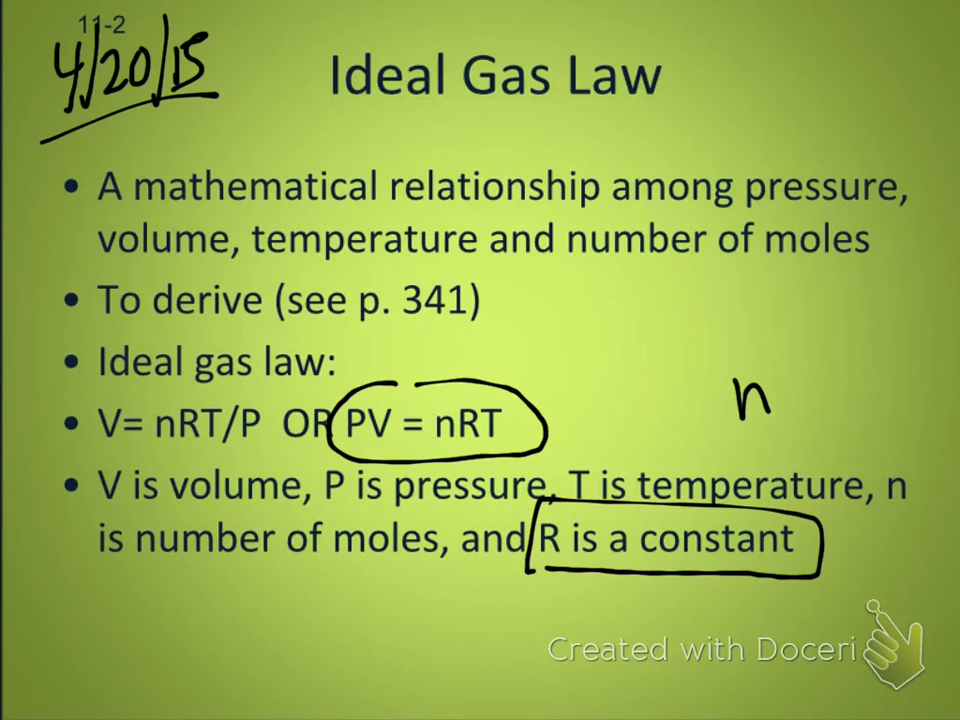 11-2
4/20/15
Ideal Gas Law
• A mathematical relationship among pressure,
volume, temperature and number of moles
• To derive (see p. 341)
• Ideal gas law:
• V= nRT/P OR PV = nRT
n
• V is volume, P is pressure, T is temperature, n
is number of moles, and R is a constant
Created with Doceri